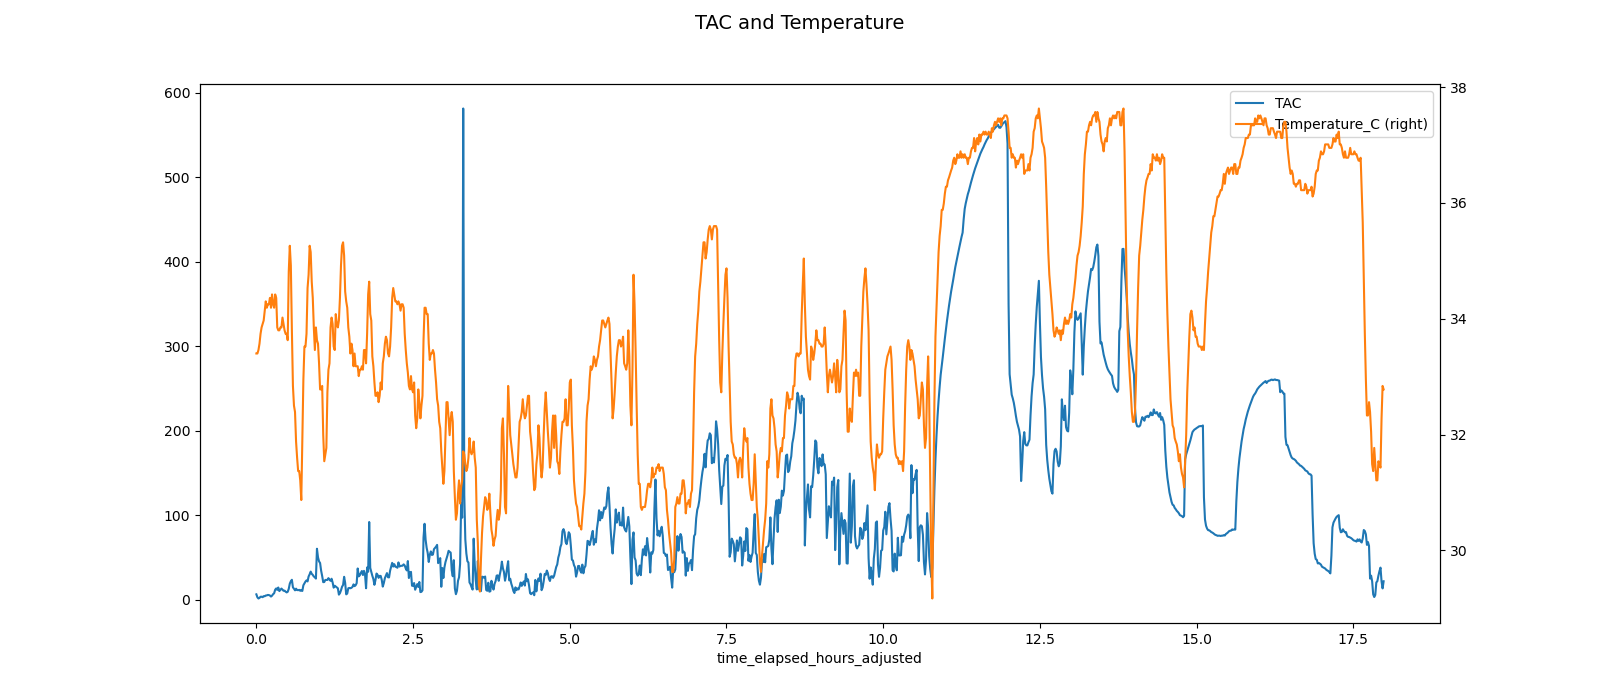 TAC and Temperature
TAC
Temperature_C (right)
600
500
400
300
200
100
0
38
36
34
32
30
0.0 2.5 5.0 7.5 10.0 12.5 15.0 17.5
time_elapsed_hours_adjusted